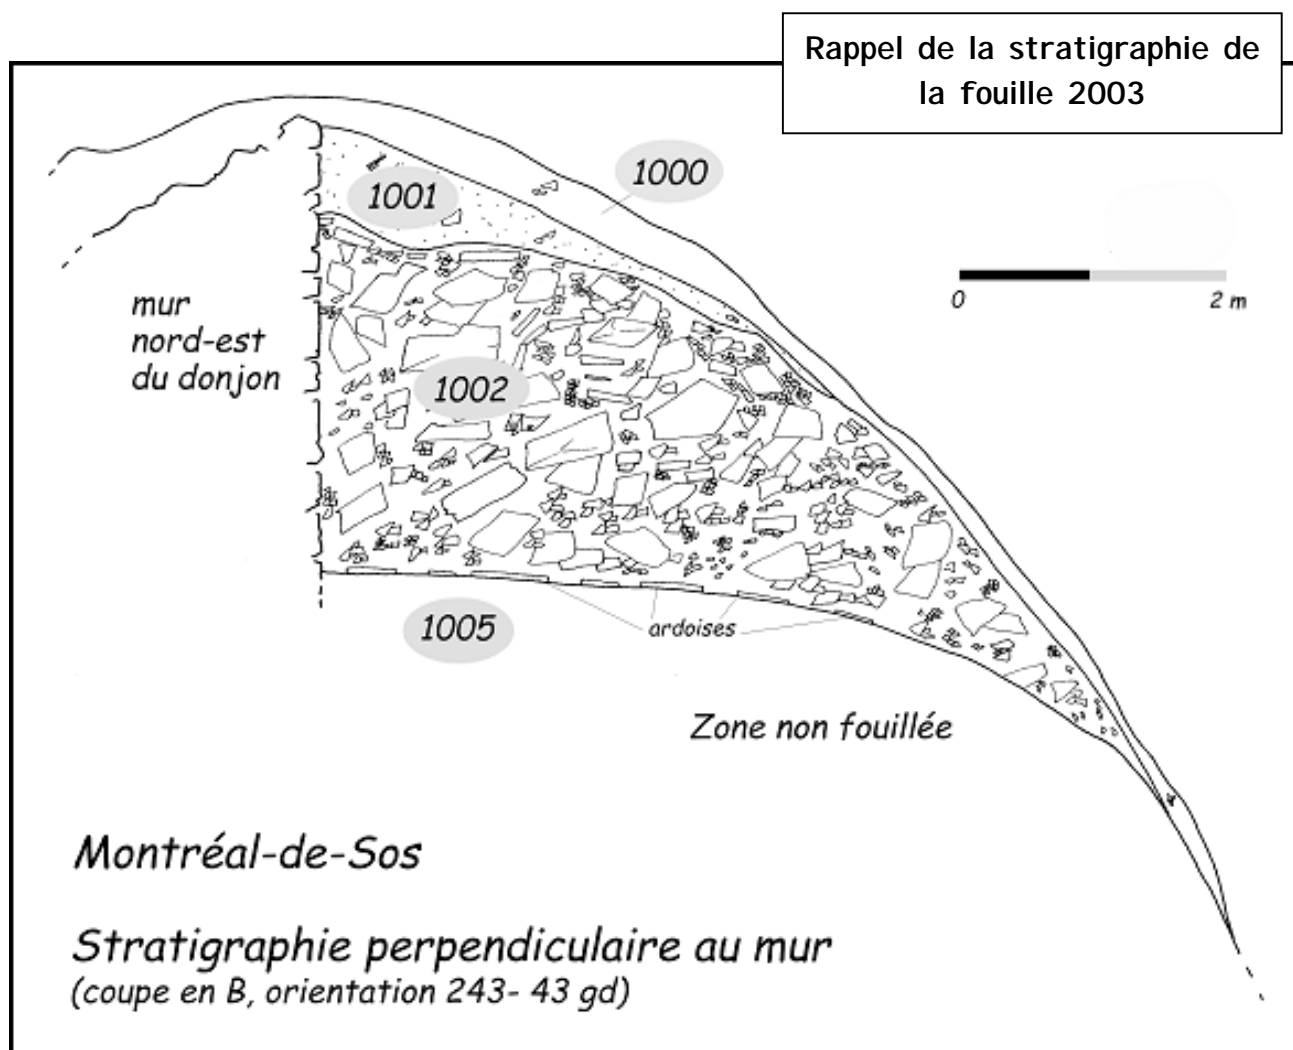 Rappel de la stratigraphie de
la fouille 2003
1000
1001
mur
nord-est
du donjon
1002
0
2 m
1005
ardoises
Zone non fouillée
Montréal-de-Sos
Stratigraphie perpendiculaire au mur
(coupe en B, orientation 243- 43 gd)